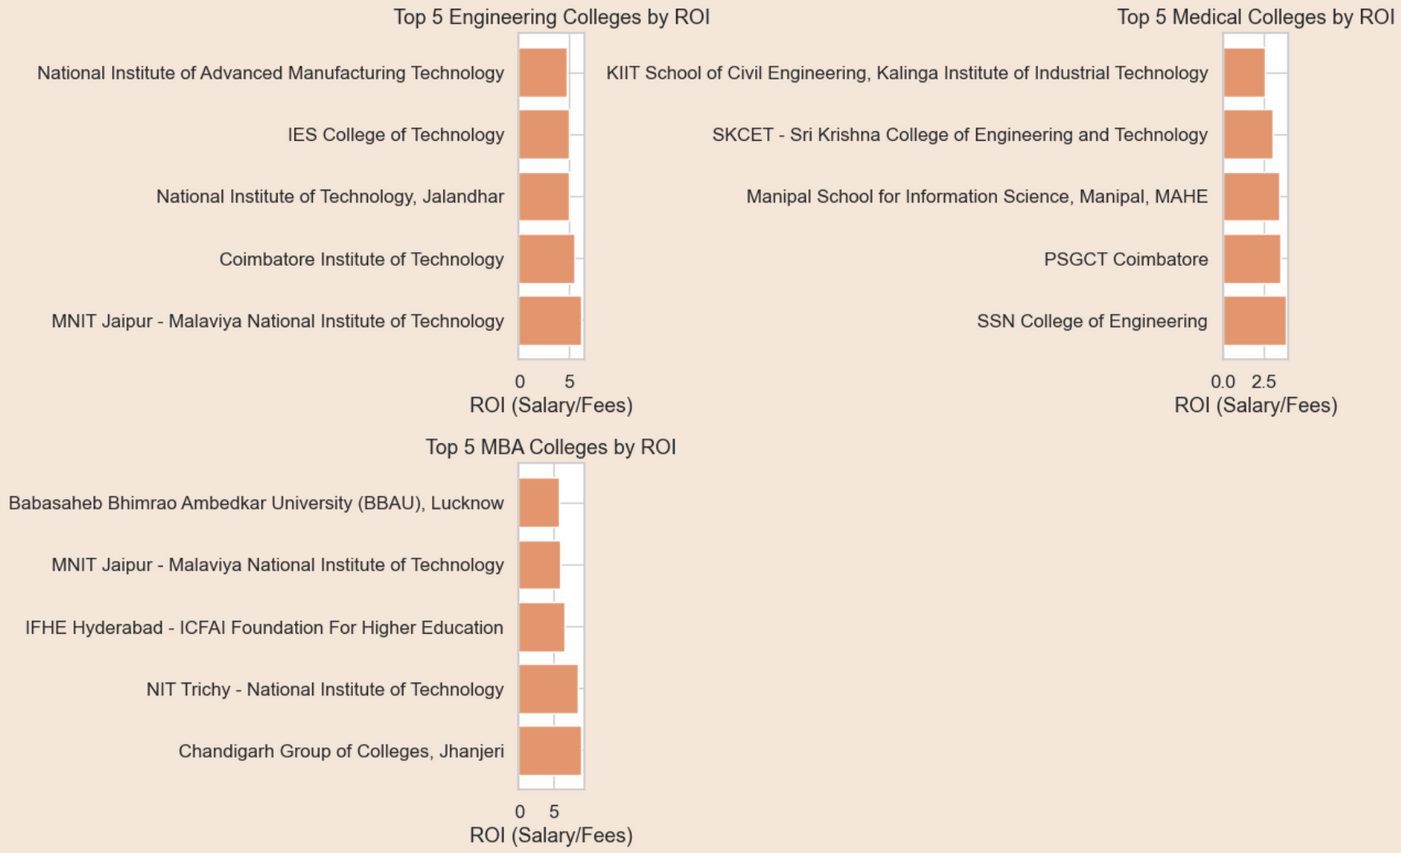 Top 5 Engineering Colleges by ROI
National Institute of Advanced Manufacturing Technology
IES College of Technology
National Institute of Technology, Jalandhar
Coimbatore Institute of Technology
MNIT Jaipur - Malaviya National Institute of Technology
0 5
ROI (Salary/Fees)
Top 5 Medical Colleges by ROI
KIIT School of Civil Engineering, Kalinga Institute of Industrial Technology
SKCET - Sri Krishna College of Engineering and Technology
Manipal School for Information Science, Manipal, MAHE
PSGCT Coimbatore
SSN College of Engineering
0.0 2.5
ROI (Salary/Fees)
Top 5 MBA Colleges by ROI
Babasaheb Bhimrao Ambedkar University (BBAU), Lucknow
MNIT Jaipur - Malaviya National Institute of Technology
IFHE Hyderabad - ICFAI Foundation For Higher Education
NIT Trichy - National Institute of Technology
Chandigarh Group of Colleges, Jhanjeri
0 5
ROI (Salary/Fees)